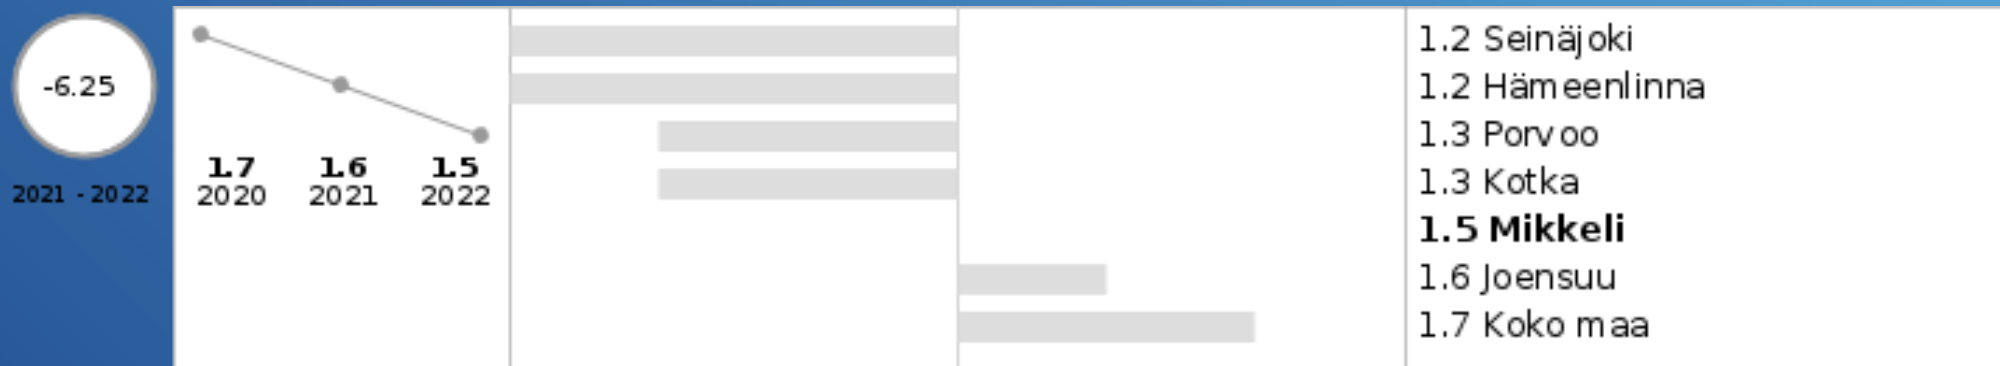 -6.25
2021 - 2022
1.7 1.6 1.5
2020 2021 2022
1.2 Seinäjoki
1.2 Hämeenlinna
1.3 Porvoo
1.3 Kotka
1.5 Mikkeli
1.6 Joensuu
1.7 Koko maa